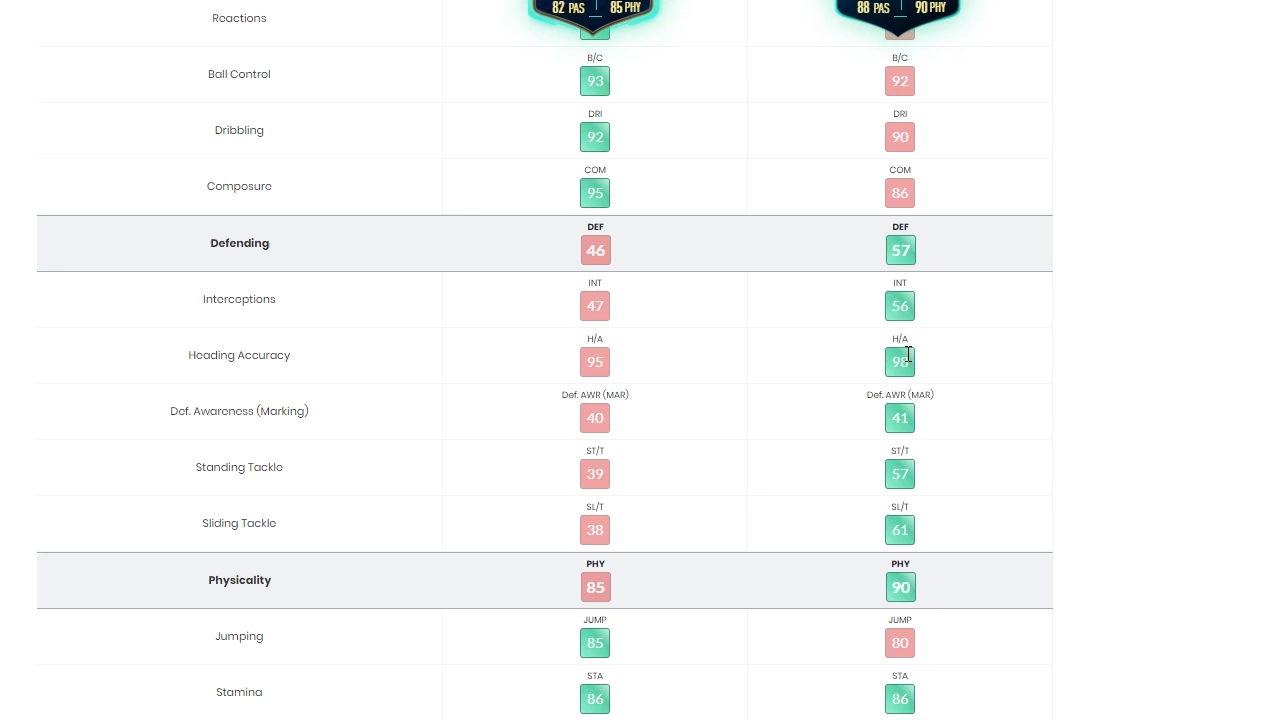 82 PAS 85 PHY 88 PAS 90 PHY
Reactions
B/C B/C
Ball Control 93 92
DRI DRI
Dribbling 92 90
COM COM
Composure 95 86
DEF DEF
Defending 46 57
INT INT
Interceptions 47 56
H/A H/A
Heading Accuracy 95 98
Def. AWR (MAR) Def. AWR (MAR)
Def. Awareness (Marking) 40 41
ST/T ST/T
Standing Tackle 39 57
SL/T SL/T
Sliding Tackle 38 61
PHY PHY
Physicality 85 90
JUMP JUMP
Jumping 85 80
STA STA
Stamina 86 86